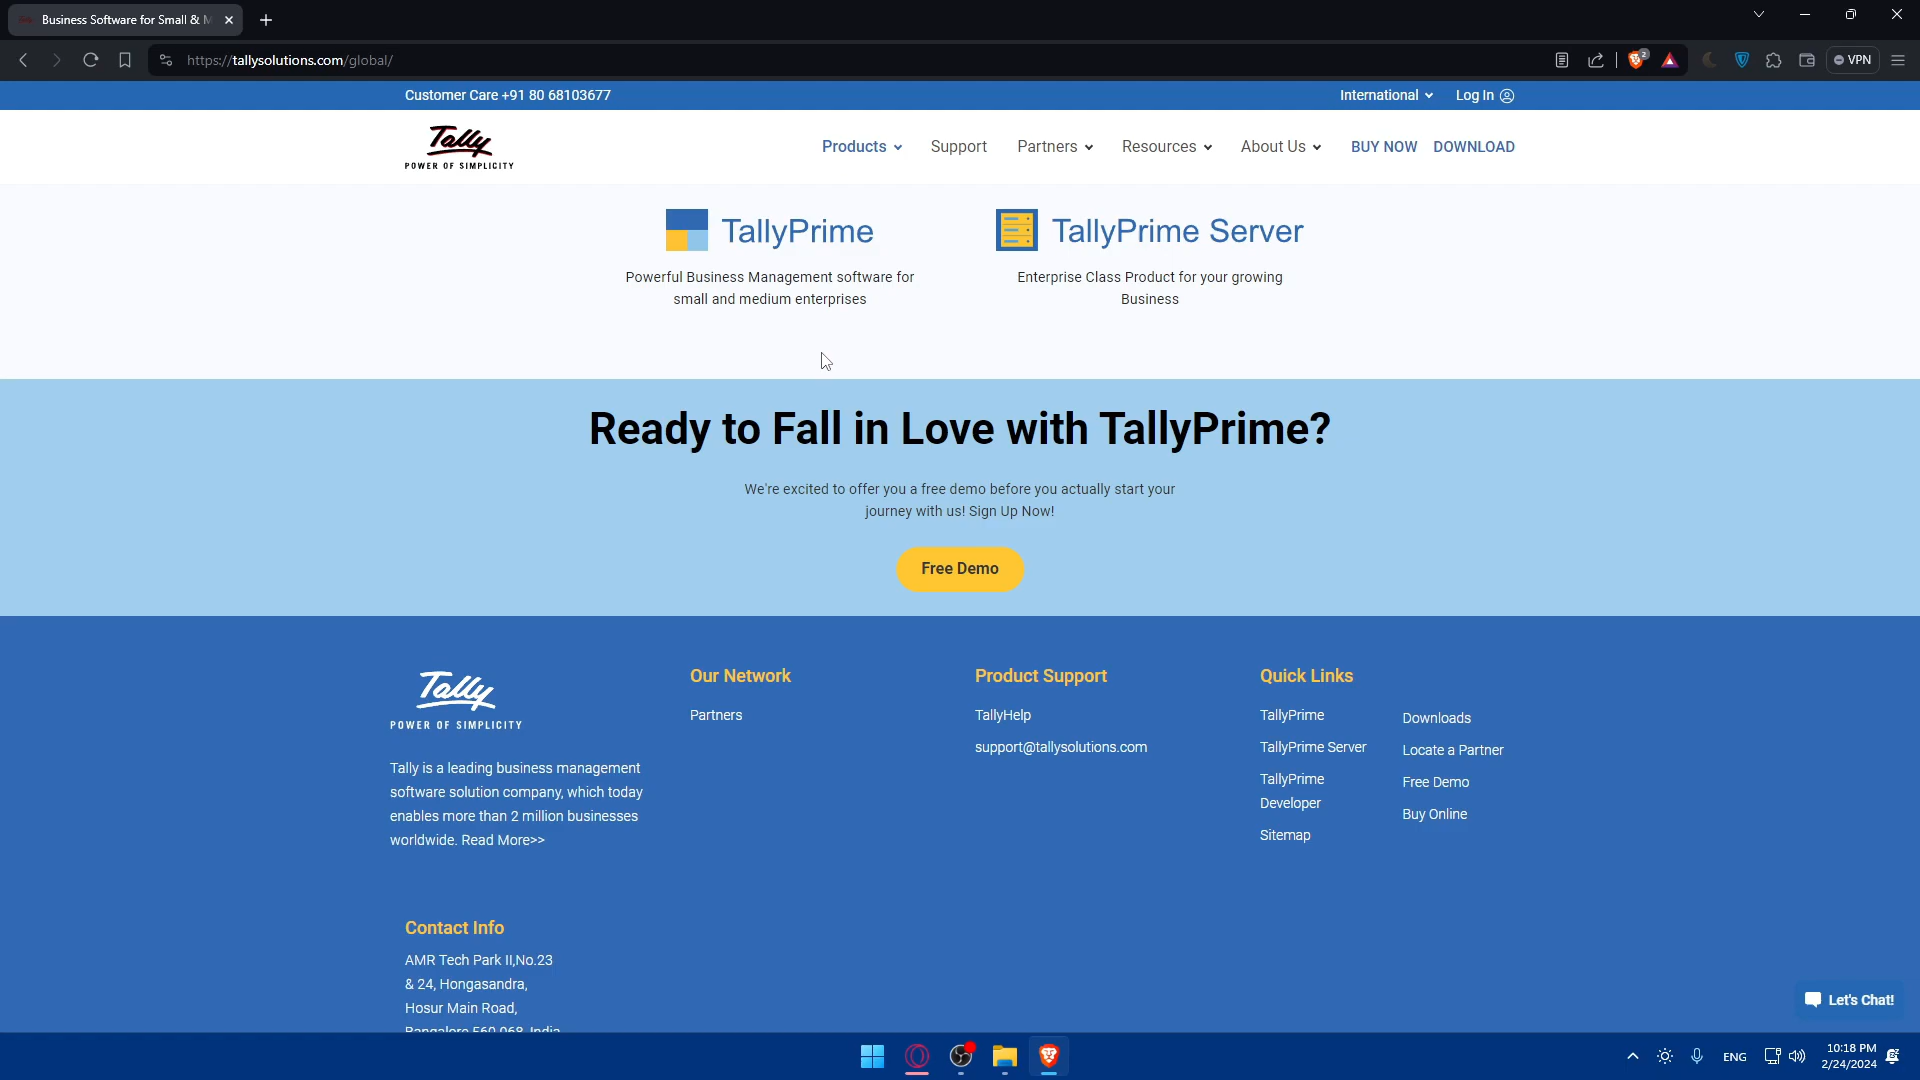 Business Software for Small & M
https://tallysolutions.com/global/
2
VPN
Customer Care +91 80 68103677
International
Log In
Tally
POWER OF SIMPLICITY
Products
Support
Partners
Resources
About Us
BUY NOW
DOWNLOAD
TallyPrime
Powerful Business Management software for
small and medium enterprises
TallyPrime Server
Enterprise Class Product for your growing
Business
Ready to Fall in Love with TallyPrime?
We're excited to offer you a free demo before you actually start your
journey with us! Sign Up Now!
Free Demo
Tally
POWER OF SIMPLICITY
Tally is a leading business management
software solution company, which today
enables more than 2 million businesses
worldwide. Read More>>
Our Network
Partners
Product Support
TallyHelp
support@tallysolutions.com
Quick Links
TallyPrime
TallyPrime Server
TallyPrime
Developer
Sitemap
Downloads
Locate a Partner
Free Demo
Buy Online
Contact Info
AMR Tech Park II,No.23
& 24, Hongasandra,
Hosur Main Road,
Bangalore 560 068, India
Let's Chat!
ENG
10:18 PM
2/24/2024